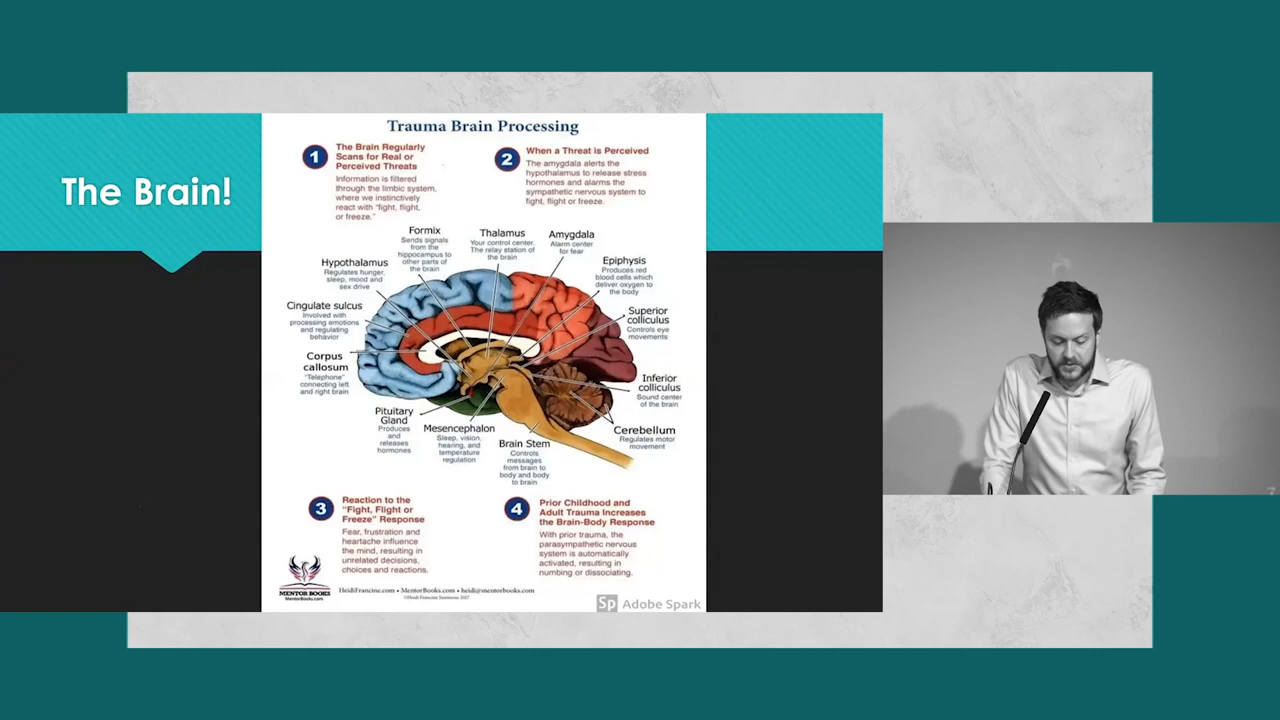 The Brain!
Trauma Brain Processing
1
The Brain Regularly
Scans for Real or
Perceived Threats
Information is filtered
through the limbic system,
where we instinctively
react with "fight, flight,
or freeze."
2
When a Threat is Perceived
The amygdala alerts the
hypothalamus to release stress
hormones and alarms the
sympathetic nervous system to
fight, flight or freeze.
Formix
Sends signals
from the
hippocampus to
other parts of
the brain
Thalamus
Your control center,
The relay station of
the brain
Amygdala
Alarm center
for fear
Epiphysis
Produces red
blood cells which
deliver oxygen to
the body
Hypothalamus
Regulates hunger,
sleep, mood and
sex drive
Cingulate sulcus
Involved with
processing emotions
and regulating
behavior
Superior
colliculus
Controls eye
movements
Corpus
callosum
"Telephone"
connecting left
and right brain
Inferior
colliculus
Sound center
of the brain
Pituitary
Gland
Produces
and
releases
hormones
Mesencephalon
Sleep, vision,
hearing, and
temperature
regulation
Brain Stem
Controls
messages
from brain to
body and body
to brain
Cerebellum
Regulates motor
movement
3
Reaction to the
"Fight, Flight or
Freeze" Response
Fear, frustration and
heartache influence
the mind, resulting in
unrelated decisions,
choices and reactions.
4
Prior Childhood and
Adult Trauma Increases
the Brain-Body Response
With prior trauma, the
parasympathetic nervous
system is automatically
activated, resulting in
numbing or dissociating.
MENTOR BOOKS
MentorBooks.com
HeidiFrancine.com • MentorBooks.com • heidi@mentorbooks.com
©Heidi Francine 2017
Sp Adobe Spark
7